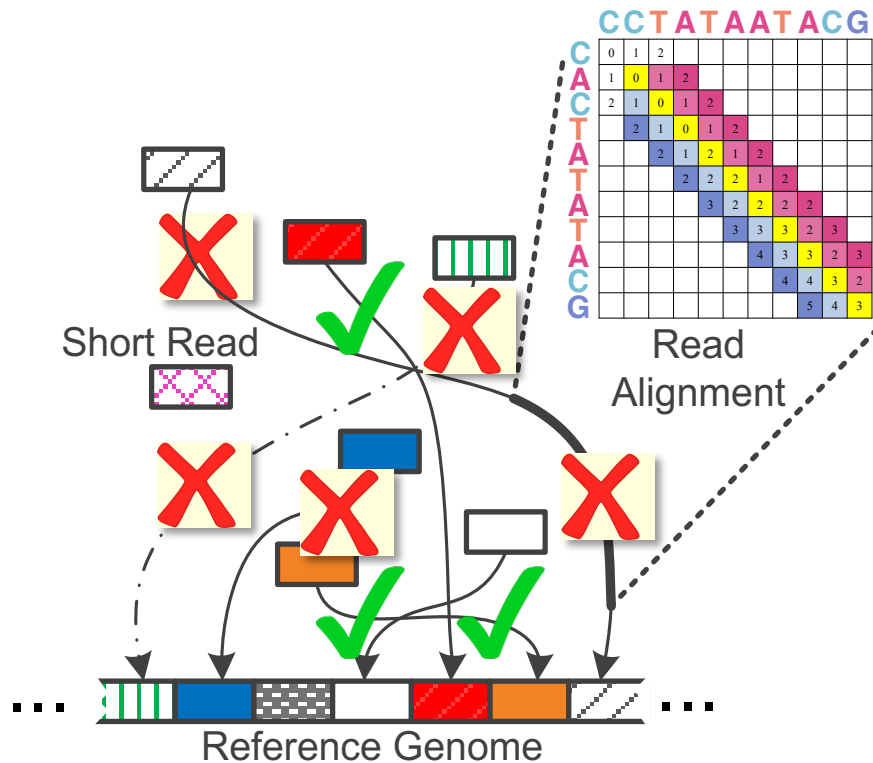 C C T A T A A T A C G
C 0 1 2
A 1 0 1 2
C 2 1 0 1 2
T 2 1 0 1 2
A 2 1 2 1 2
T 2 2 2 1 2
A 3 2 2 2 2
T 3 3 3 2 3
A 4 3 3 2 3
C 4 4 3 2
G 5 4 3
Short Read
Read
Alignment
... ...
Reference Genome